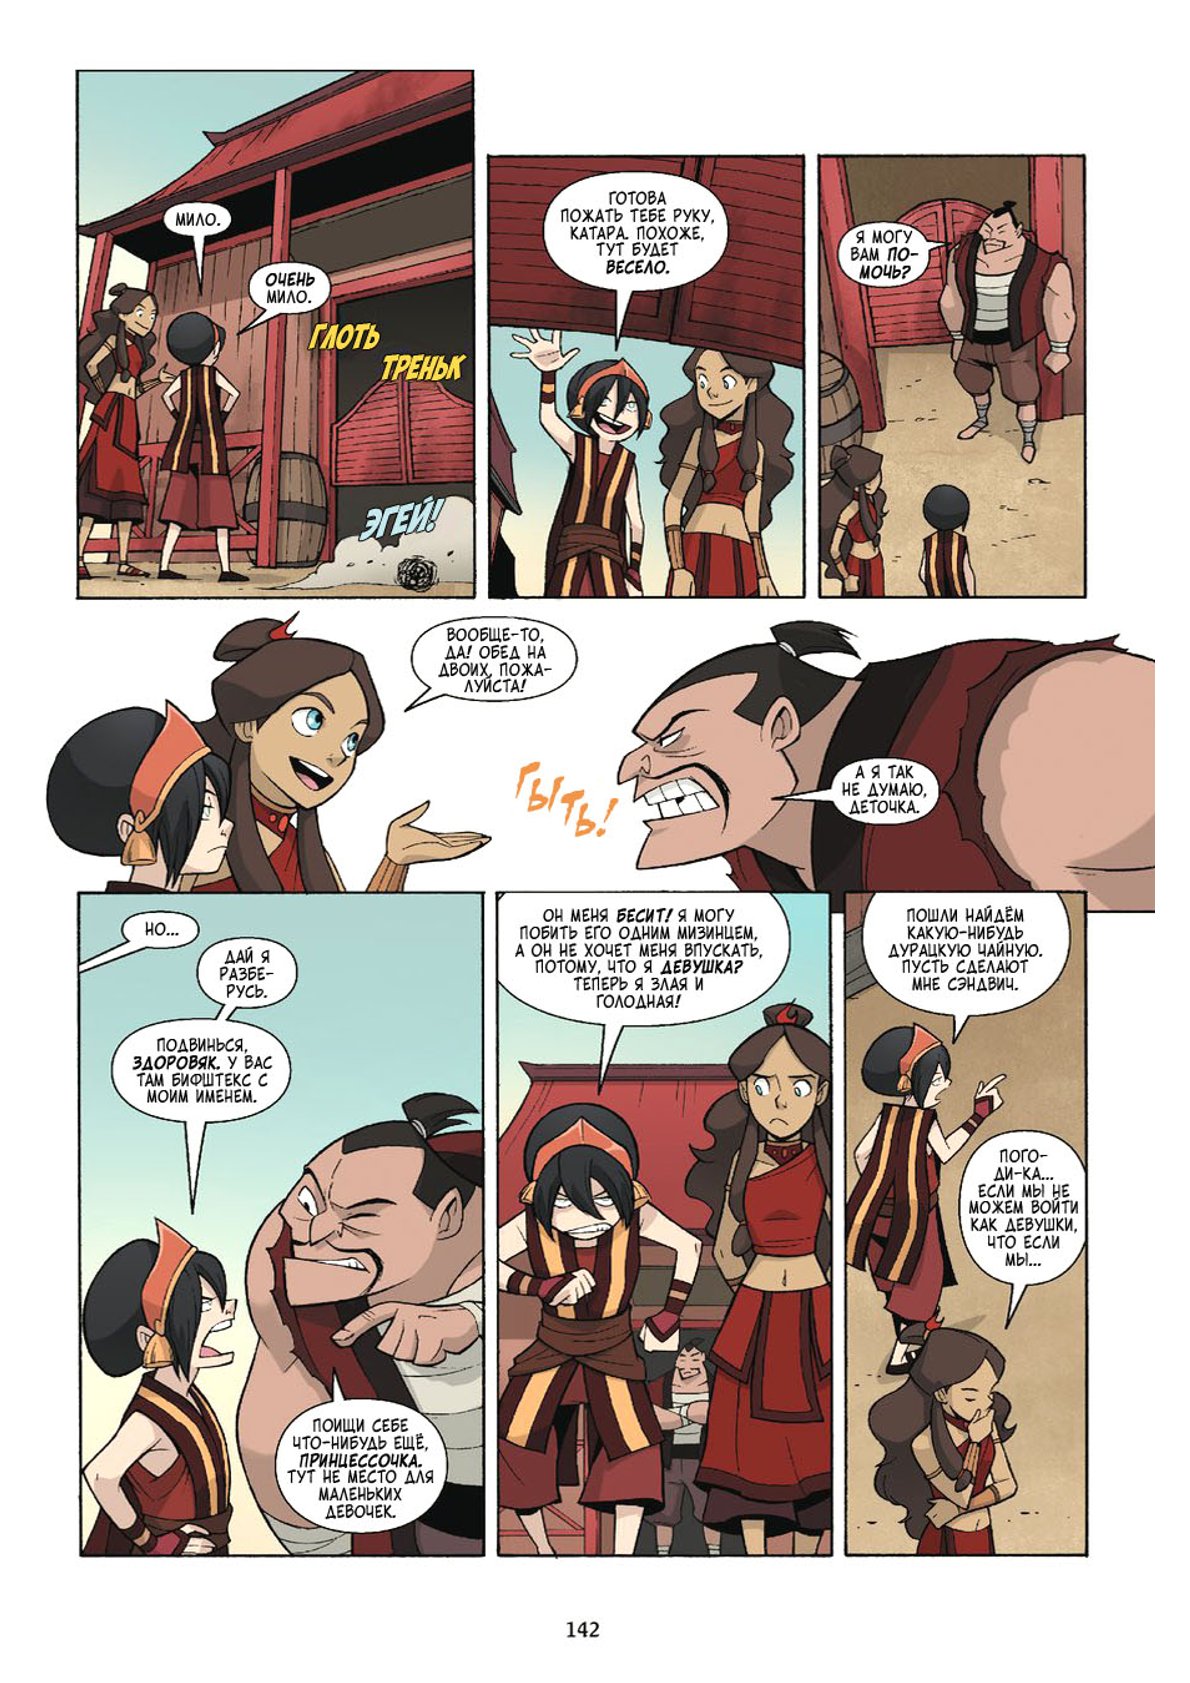 МИЛО.
ОЧЕНЬ
МИЛО.
ГЛОТЬ
ТРЕНЬК
ЭГЕЙ!
ГОТОВА
ПОЖАТЬ ТЕБЕ РУКУ,
КАТАРА. ПОХОЖЕ,
ТУТ БУДЕТ
ВЕСЕЛО.
Я МОГУ
ВАМ ПО-
МОЧЬ?
ВООБЩЕ-ТО,
ДА! ОБЕД НА
ДВОИХ, ПОЖА-
ЛУЙСТА!
ГЫТЬ!
А Я ТАК
НЕ ДУМАЮ,
ДЕТОЧКА.
НО...
ДАЙ Я
РАЗБЕ-
РУСЬ.
ПОДВИНЬСЯ,
ЗДОРОВЯК. У ВАС
ТАМ БИФШТЕКС С
МОИМ ИМЕНЕМ.
ПОИЩИ СЕБЕ
ЧТО-НИБУДЬ ЕЩЁ,
ПРИНЦЕССОЧКА.
ТУТ НЕ МЕСТО ДЛЯ
МАЛЕНЬКИХ
ДЕВОЧЕК.
ОН МЕНЯ БЕСИТ! Я МОГУ
ПОБИТЬ ЕГО ОДНИМ МИЗИНЦЕМ,
А ОН НЕ ХОЧЕТ МЕНЯ ВПУСКАТЬ,
ПОТОМУ, ЧТО Я ДЕВУШКА?
ТЕПЕРЬ Я ЗЛАЯ И
ГОЛОДНАЯ!
ПОШЛИ НАЙДЁМ
КАКУЮ-НИБУДЬ
ДУРАЦКУЮ ЧАЙНУЮ.
ПУСТЬ СДЕЛАЮТ
МНЕ СЭНДВИЧ.
ПОГО-
ДИ-КА...
ЕСЛИ МЫ НЕ
МОЖЕМ ВОЙТИ
КАК ДЕВУШКИ,
ЧТО ЕСЛИ
МЫ...
142